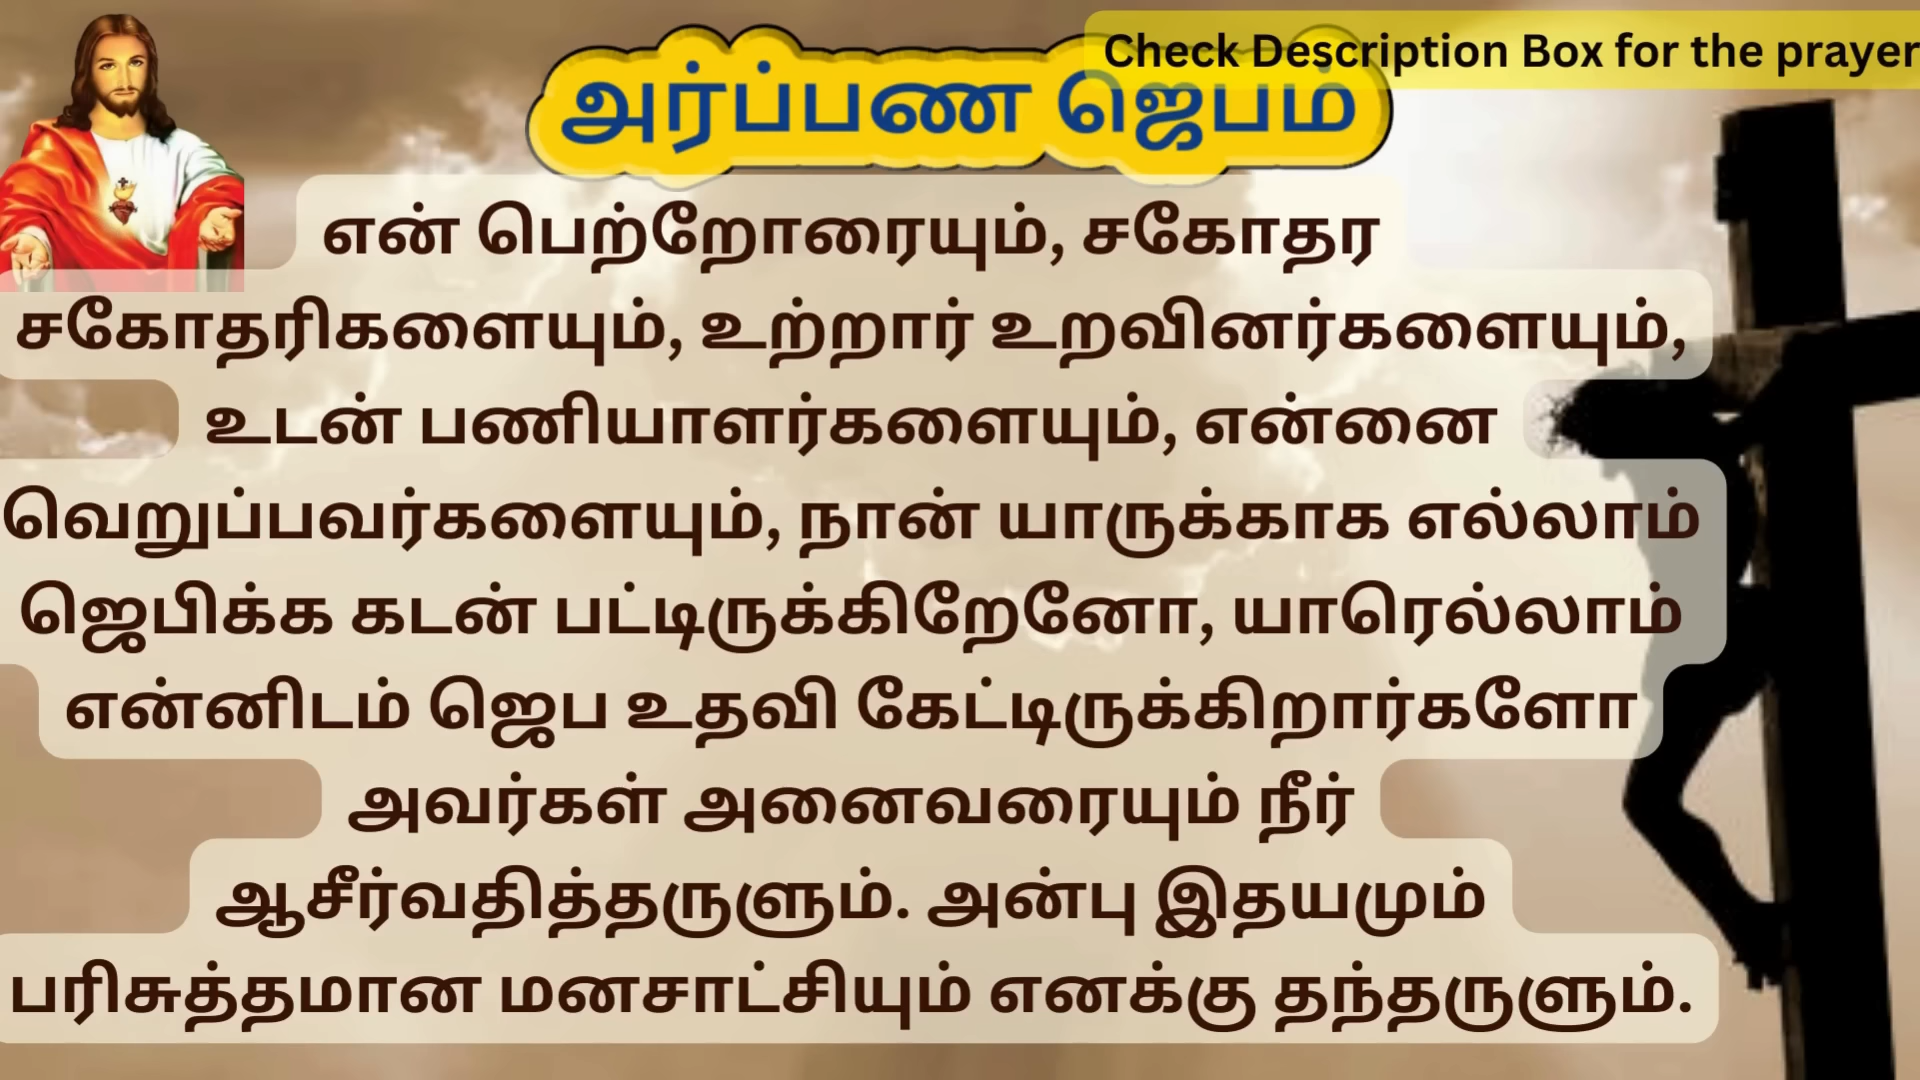 Check Description Box for the prayer
அர்ப்பண ஜெபம்
என் பெற்றோரையும், சகோதர
சகோதரிகளையும், உற்றார் உறவினர்களையும்,
உடன் பணியாளர்களையும், என்னை
வெறுப்பவர்களையும், நான் யாருக்காக எல்லாம்
ஜெபிக்க கடன் பட்டிருக்கிறேனோ, யாரெல்லாம்
என்னிடம் ஜெப உதவி கேட்டிருக்கிறார்களோ
அவர்கள் அனைவரையும் நீர்
ஆசீர்வதித்தருளும். அன்பு இதயமும்
பரிசுத்தமான மனசாட்சியும் எனக்கு தந்தருளும்.